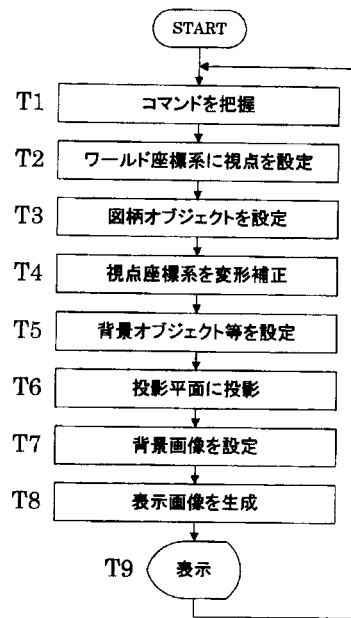 START
T1 コマンドを把握
T2 ワールド座標系に視点を設定
T3 図柄オブジェクトを設定
T4 視点座標系を変形補正
T5 背景オブジェクト等を設定
T6 投影平面に投影
T7 背景画像を設定
T8 表示画像を生成
T9 表示